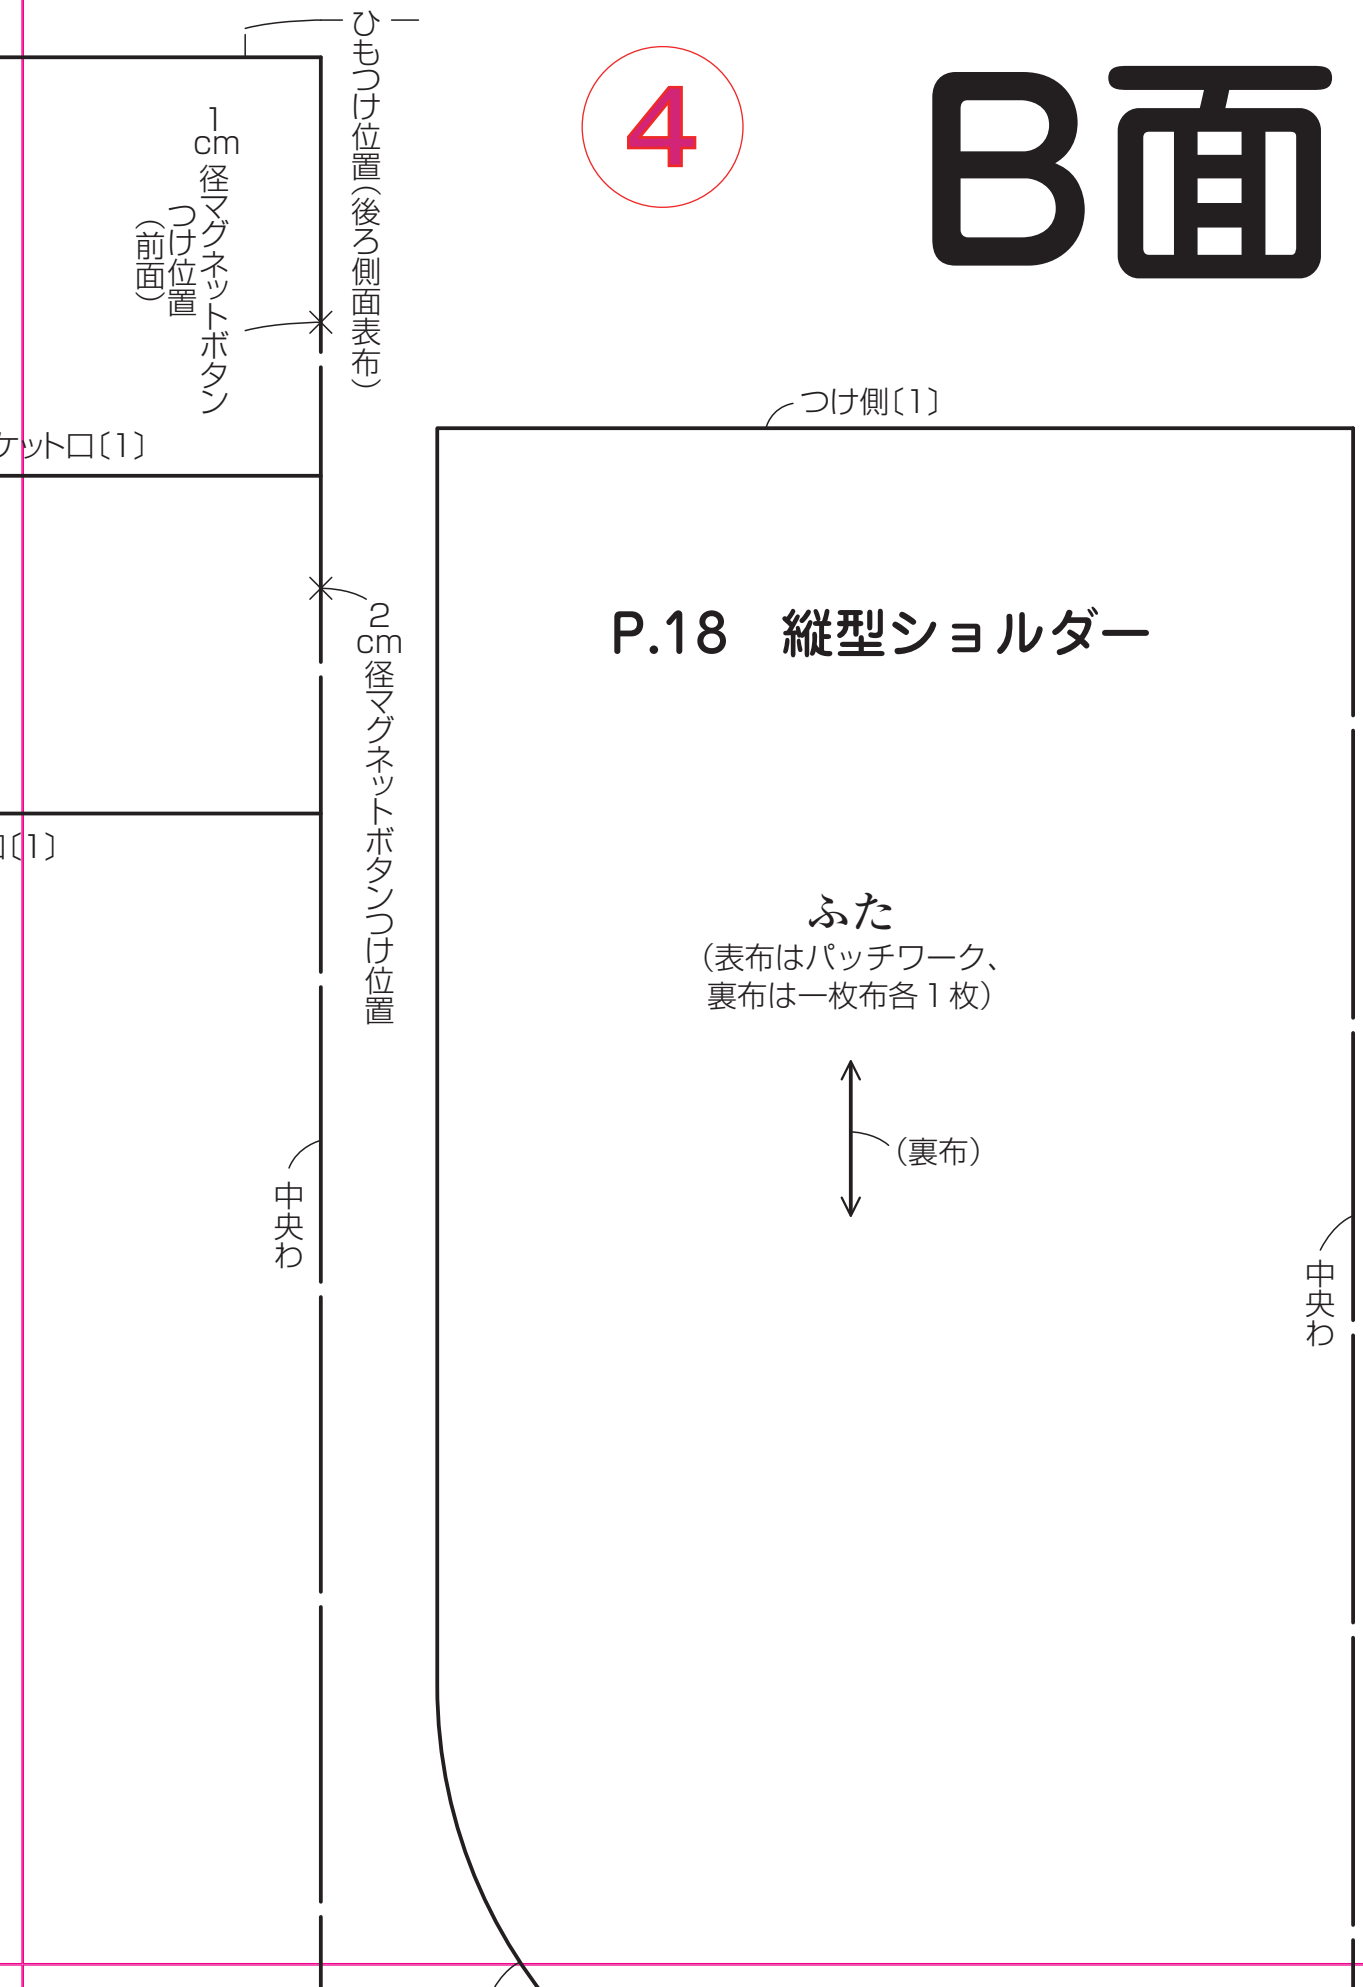 B面
④
ひもつけ位置(後ろ側面表布)
1cm径マグネットボタン
つけ位置
(前面)
ケットロ〔1〕
2cm径マグネットボタンつけ位置
〔1〕
中央わ
つけ側〔1〕
P.18 縦型ショルダー
ふた
(表布はパッチワーク、
裏布は一枚布各1枚)
(裏布)
中央わ